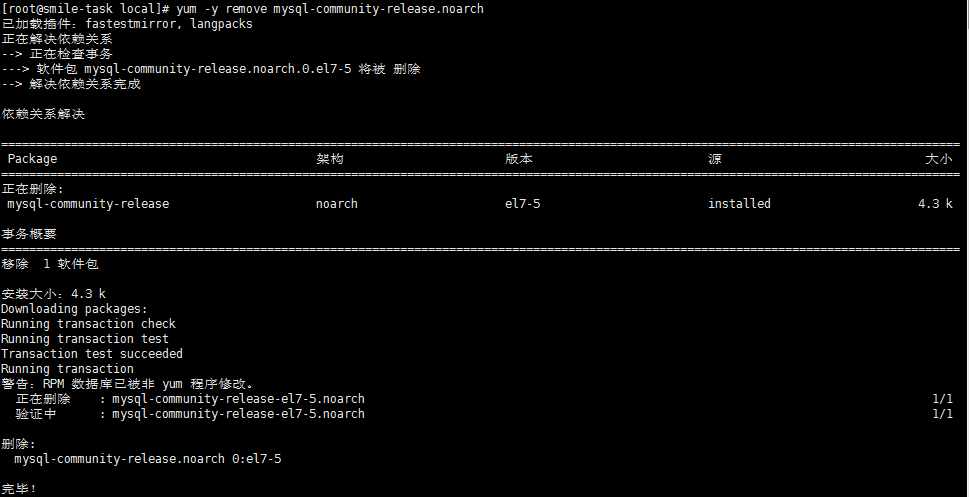 [root@smile-task local]# yum -y remove mysql-community-release.noarch
已加载插件：fastestmirror, langpacks
正在解决依赖关系
--> 正在检查事务
---> 软件包 mysql-community-release.noarch.0.el7-5 将被 删除
--> 解决依赖关系完成
依赖关系解决
================================================================================
Package 架构 版本 源 大小
================================================================================
正在删除:
mysql-community-release noarch el7-5 installed 4.3 k
事务概要
================================================================================
移除 1 软件包
安装大小：4.3 k
Downloading packages:
Running transaction check
Running transaction test
Transaction test succeeded
Running transaction
警告：RPM 数据库已被非 yum 程序修改。
正在删除 : mysql-community-release-el7-5.noarch 1/1
验证中 : mysql-community-release-el7-5.noarch 1/1
删除:
mysql-community-release.noarch 0:el7-5
完毕！